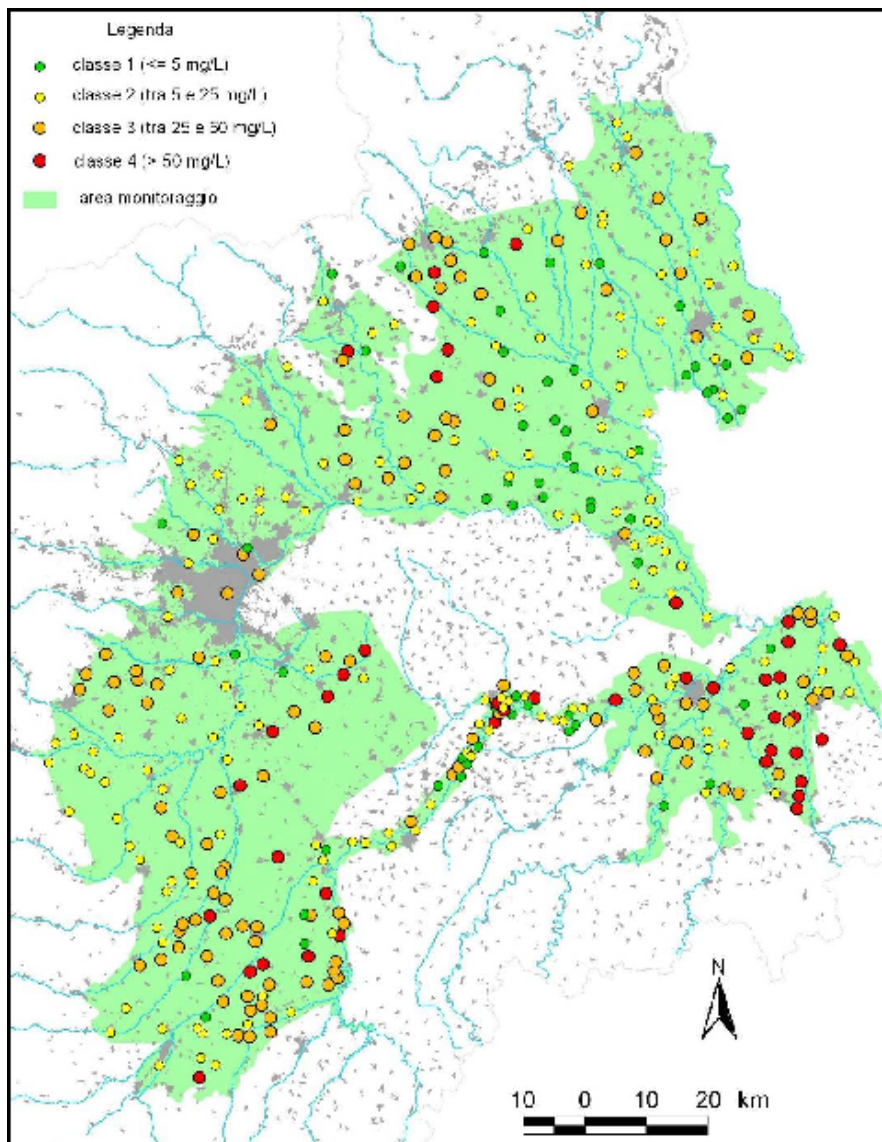 Legenda
classe 1 (<= 5 mg/L)
classe 2 (tra 5 e 25 mg/L)
classe 3 (tra 25 e 50 mg/L)
classe 4 (> 50 mg/L)
area monitoraggio
N
10 0 10 20 km